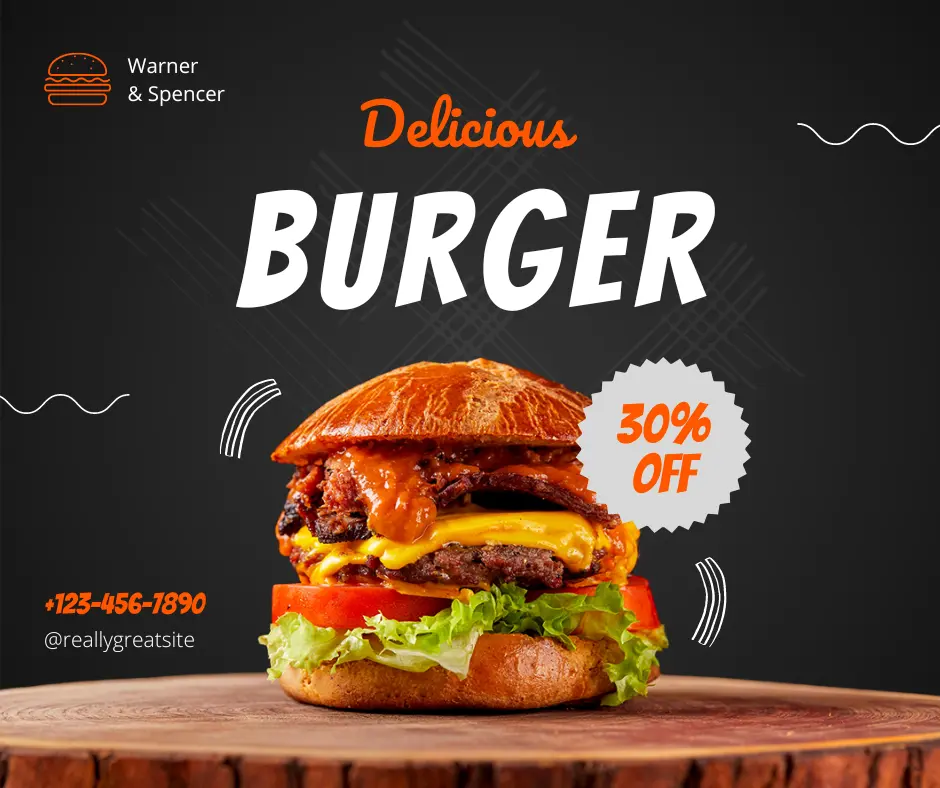 Warner
& Spencer
Delicious
BURGER
30%
OFF
+123-456-7890
@reallygreatsite